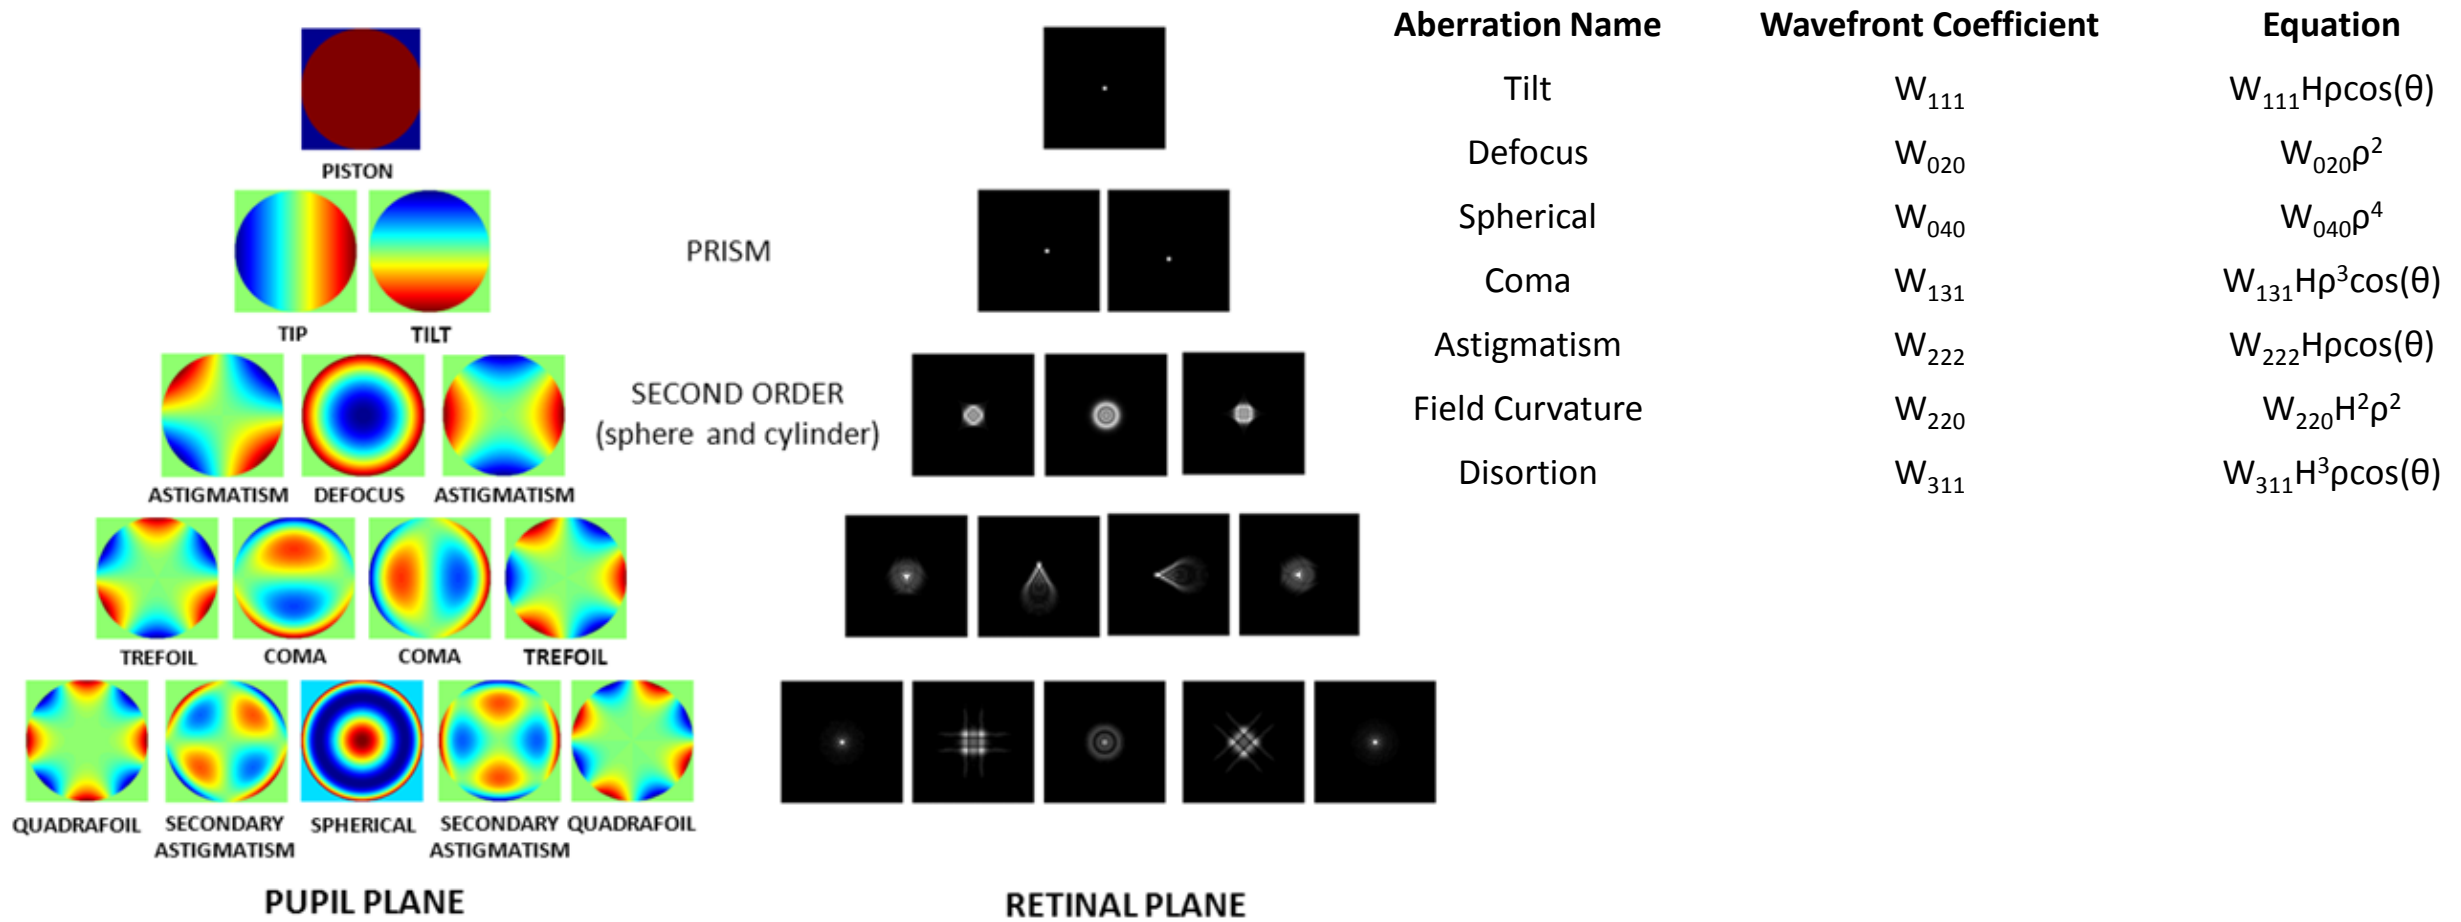 PISTON
TIP TILT
PRISM
ASTIGMATISM DEFOCUS ASTIGMATISM
SECOND ORDER
(sphere and cylinder)
TREFOIL COMA COMA TREFOIL
QUADRAFOIL SECONDARY ASTIGMATISM SPHERICAL SECONDARY ASTIGMATISM QUADRAFOIL
PUPIL PLANE
RETINAL PLANE
Aberration Name Wavefront Coefficient Equation
Tilt W₁₁₁ W₁₁₁Hρcos(θ)
Defocus W₀₂₀ W₀₂₀ρ²
Spherical W₀₄₀ W₀₄₀ρ⁴
Coma W₁₃₁ W₁₃₁Hρ³cos(θ)
Astigmatism W₂₂₂ W₂₂₂Hρcos(θ)
Field Curvature W₂₂₀ W₂₂₀H²ρ²
Disortion W₃₁₁ W₃₁₁H³ρcos(θ)